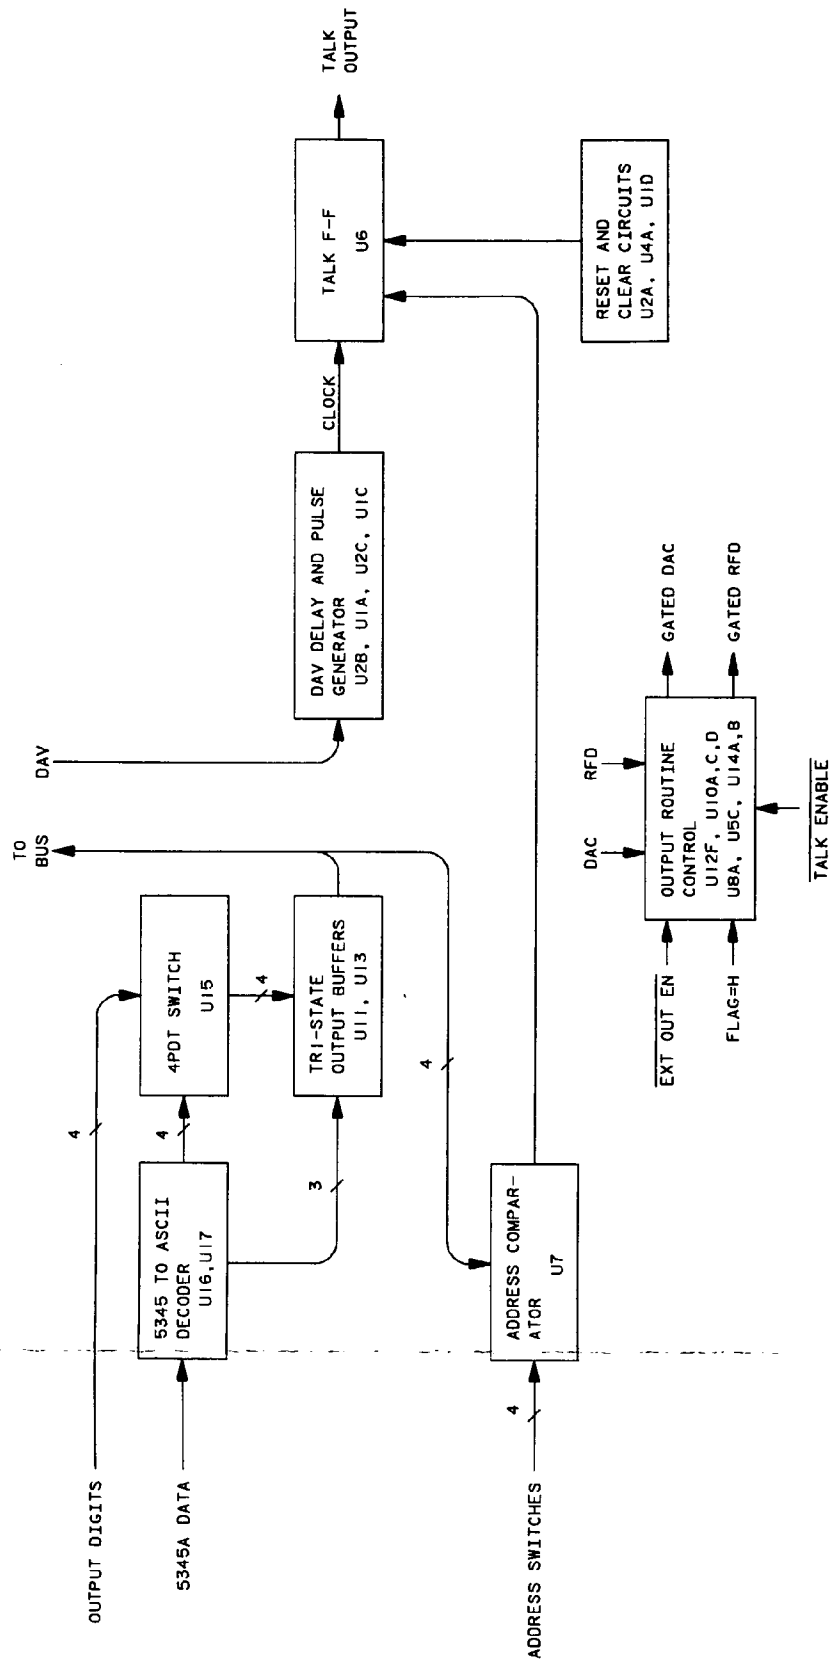 OUTPUT DIGITS
4
5345A DATA
5345 TO ASCII
DECODER
U16,U17
4
3
4PDT SWITCH
U15
4
TRI-STATE
OUTPUT BUFFERS
U11, U13
TO
BUS
DAV
DAV DELAY AND PULSE
GENERATOR
U2B, U1A, U2C, U1C
CLOCK
TALK F-F
U6
TALK
OUTPUT
4
ADDRESS SWITCHES
4
ADDRESS COMPAR-
ATOR
U7
RESET AND
CLEAR CIRCUITS
U2A, U4A, U1D
DAC
RFD
EXT OUT EN
FLAG=H
OUTPUT ROUTINE
CONTROL
U12F, U10A,C,D
U8A, U5C, U14A,B
GATED DAC
GATED RFD
TALK ENABLE